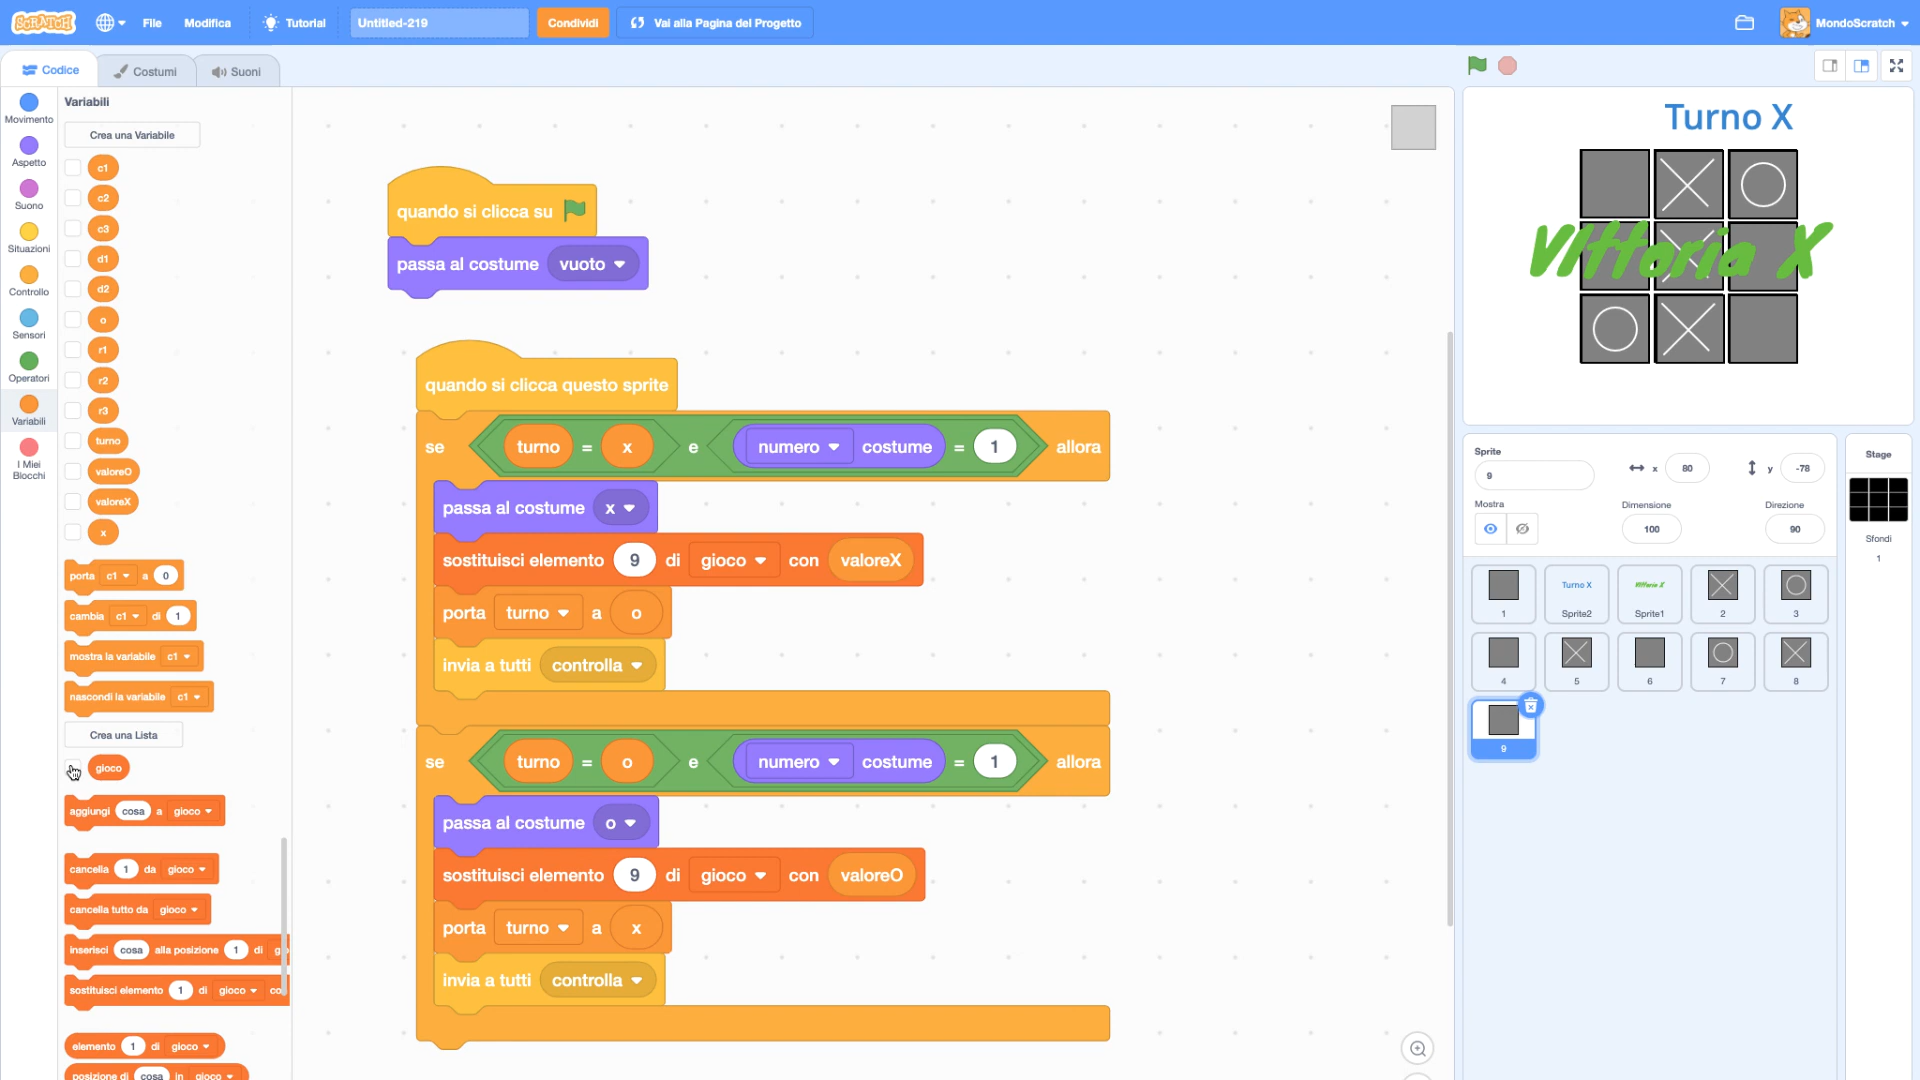 SCRATCH
File
Modifica
Tutorial
Untitled-219
Condividi
Vai alla Pagina del Progetto
MondoScratch
Codice
Costumi
Suoni
Movimento
Aspetto
Suono
Situazioni
Controllo
Sensori
Operatori
Variabili
I Miei
Blocchi
Variabili
Crea una Variabile
c1
c2
c3
d1
d2
o
r1
r2
r3
turno
valoreO
valoreX
x
porta c1 a 0
cambia c1 di 1
mostra la variabile c1
nascondi la variabile c1
Crea una Lista
gioco
aggiungi cosa a gioco
cancella 1 da gioco
cancella tutto da gioco
inserisci cosa alla posizione 1 di
sostituisci elemento 1 di gioco
elemento 1 di gioco
posizione di cosa in gioco
quando si clicca su
passa al costume vuoto
quando si clicca questo sprite
se turno = x e numero costume = 1 allora
passa al costume x
sostituisci elemento 9 di gioco con valoreX
porta turno a o
invia a tutti controlla
se turno = o e numero costume = 1 allora
passa al costume o
sostituisci elemento 9 di gioco con valoreO
porta turno a x
invia a tutti controlla
Turno X
VIttoria X
Sprite
9
x 80
y -78
Mostra
Dimensione
100
Direzione
90
1
Turno X
Sprite2
VIttoria X
Sprite1
2
3
4
5
6
7
8
9
Stage
Sfondi
1